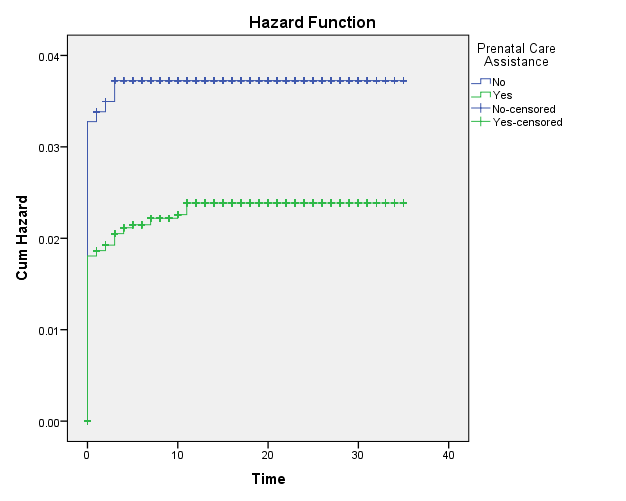 Hazard Function
Prenatal Care
Assistance
No
Yes
No-censored
Yes-censored
Cum Hazard
0.04
0.03
0.02
0.01
0.00
0
10
20
30
40
Time